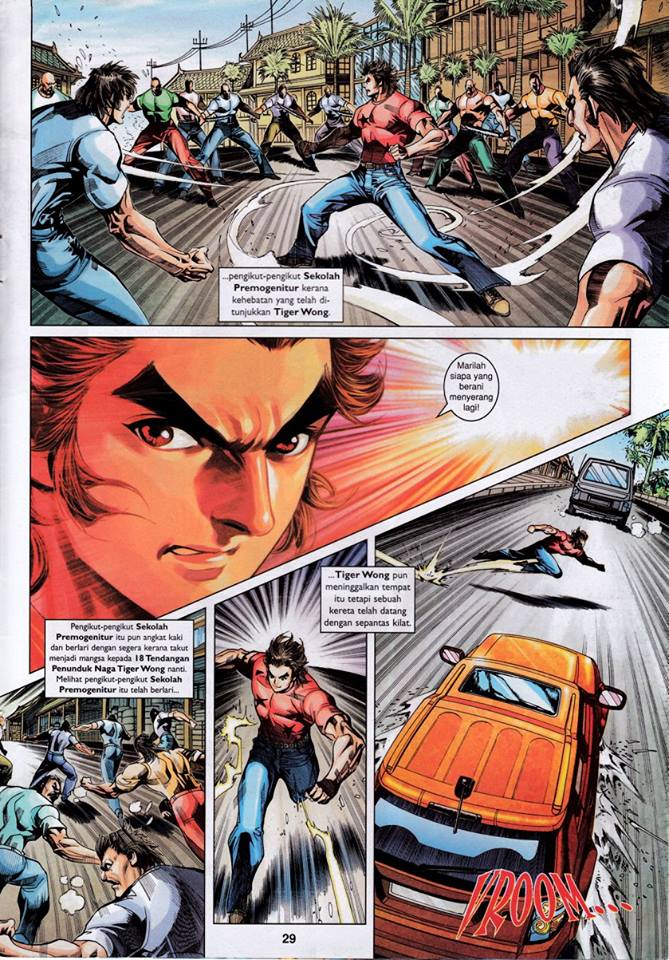 ...pengikut-pengikut Sekolah
Premogenitur kerana
kehebatan yang telah di-
tunjukkan Tiger Wong.
Marilah
siapa yang
berani
menyerang
lagi!
Pengikut-pengikut Sekolah
Premogenitur itu pun angkat kaki
dan berlari dengan segera kerana takut
menjadi mangsa kepada 18 Tendangan
Penunduk Naga Tiger Wong nanti.
Melihat pengikut-pengikut Sekolah
Premogenitur itu telah berlari...
...Tiger Wong pun
meninggalkan tempat
itu tetapi sebuah
kereta telah datang
dengan sepantas kilat.
VROOM...
29